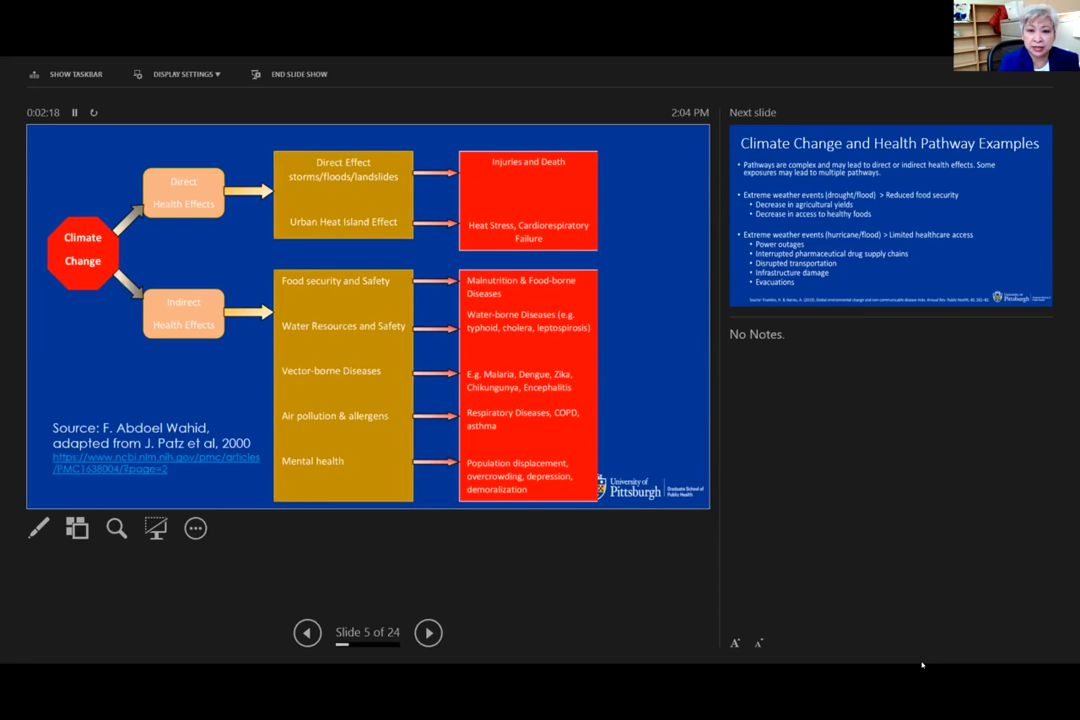 SHOW TASKBAR
DISPLAY SETTINGS ▼
END SLIDE SHOW
0:02:18
2:04 PM
Next slide
Climate
Change
Direct
Health Effects
Indirect
Health Effects
Direct Effect
storms/floods/landslides
Urban Heat Island Effect
Injuries and Death
Heat Stress, Cardiorespiratory
Failure
Food security and Safety
Water Resources and Safety
Vector-borne Diseases
Air pollution & allergens
Mental health
Malnutrition & Food-borne
Diseases
Water-borne Diseases (e.g.
typhoid, cholera, leptospirosis)
E.g. Malaria, Dengue, Zika,
Chikungunya, Encephalitis
Respiratory Diseases, COPD,
asthma
Population displacement,
overcrowding, depression,
demoralization
Source: F. Abdoel Wahid,
adapted from J. Patz et al, 2000
https://www.ncbi.nlm.nih.gov/pmc/articles
/PMC1638004/?page=2
University of
Pittsburgh
Graduate School of
Public Health
Climate Change and Health Pathway Examples
• Pathways are complex and may lead to direct or indirect health effects. Some
exposures may lead to multiple pathways.
Extreme weather events (drought/flood) > Reduced food security
• Decrease in agricultural yields
• Decrease in access to healthy foods
Extreme weather events (hurricane/flood) > Limited healthcare access
• Power outages
• Interrupted pharmaceutical drug supply chains
• Disrupted transportation
• Infrastructure damage
• Evacuations
University of
Pittsburgh
No Notes.
Slide 5 of 24
A
A